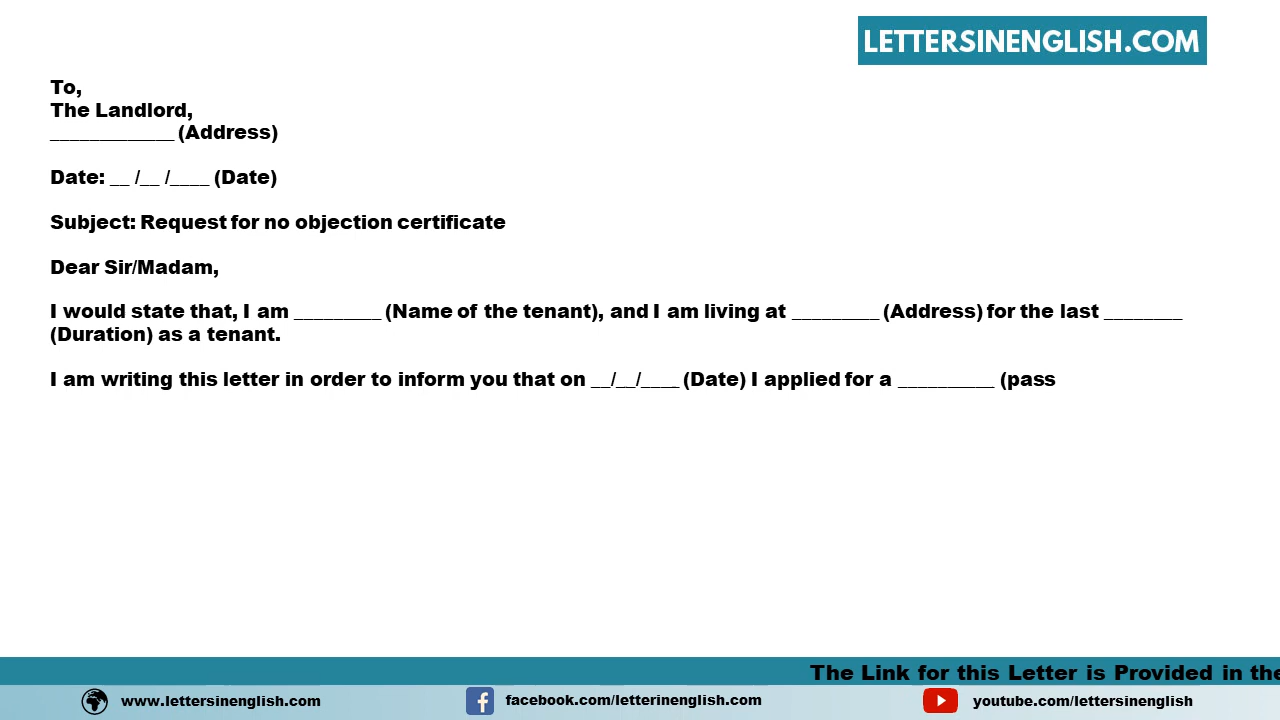 LETTERSINENGLISH.COM
To,
The Landlord,
_____________ (Address)
Date: __ /__ /____ (Date)
Subject: Request for no objection certificate
Dear Sir/Madam,
I would state that, I am _________ (Name of the tenant), and I am living at _________ (Address) for the last ________
(Duration) as a tenant.
I am writing this letter in order to inform you that on __/__/____ (Date) I applied for a __________ (pass
The Link for this Letter is Provided in the
www.lettersinenglish.com
facebook.com/letterinenglish.com
youtube.com/lettersinenglish